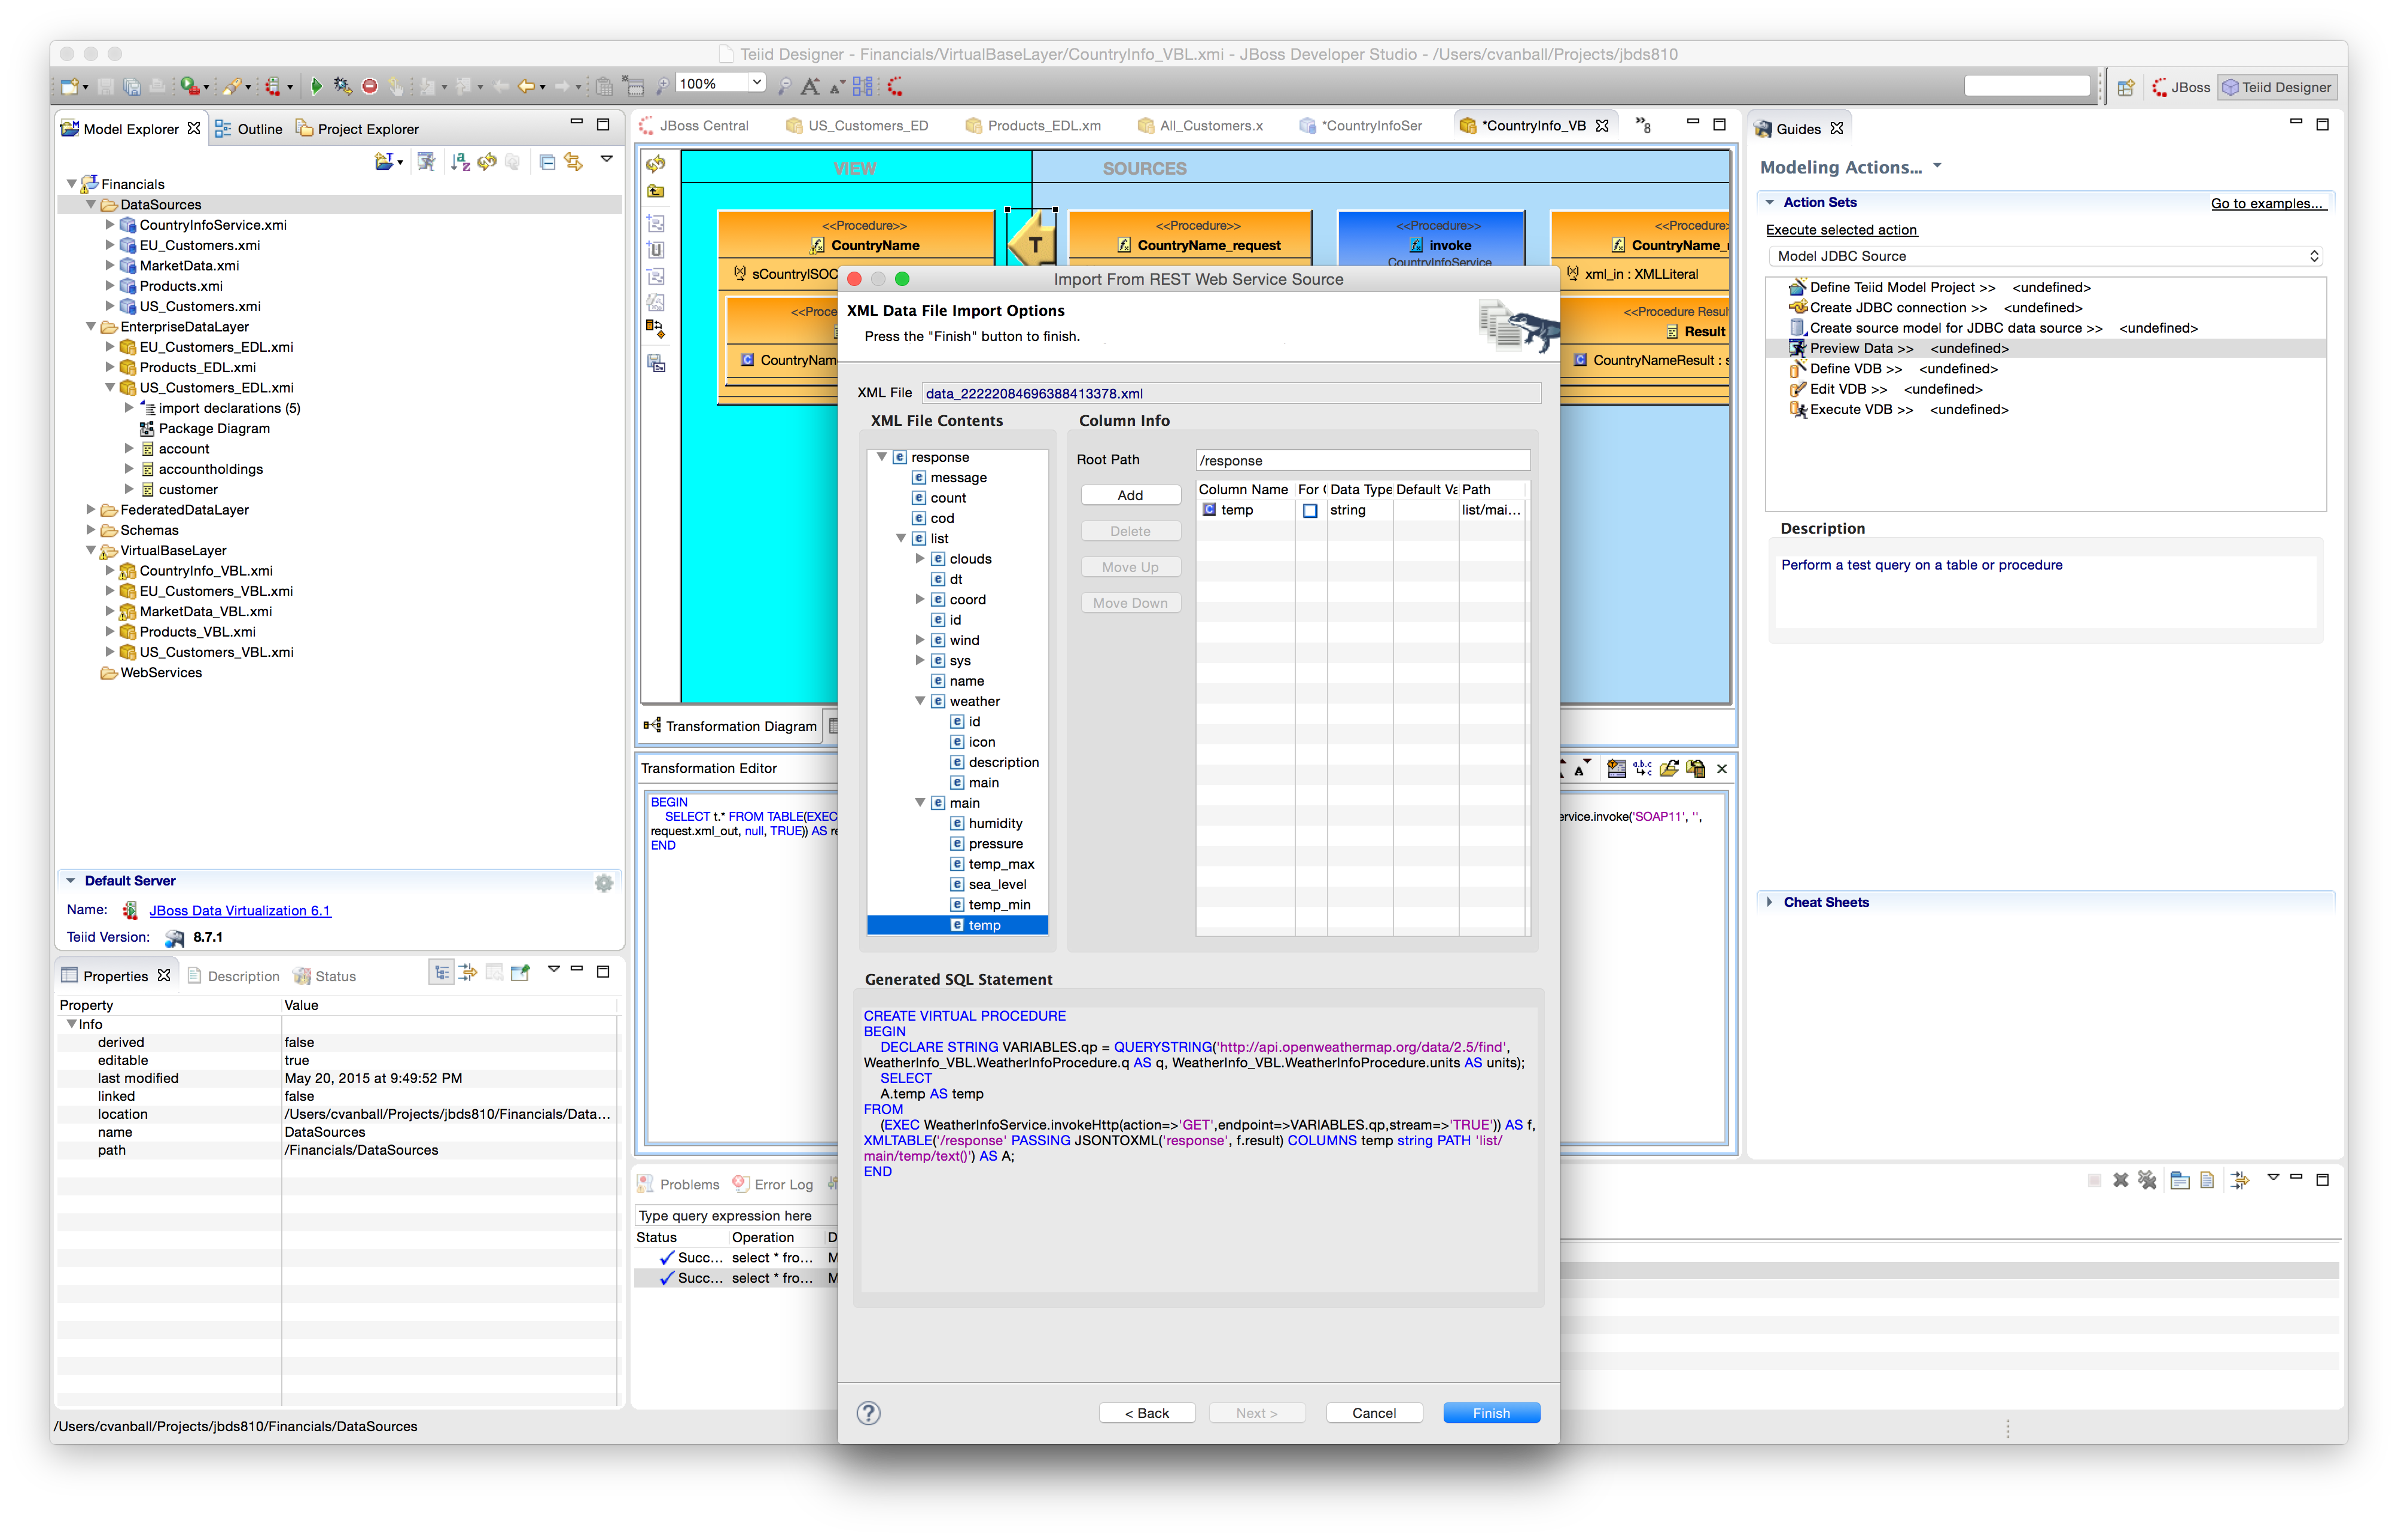 Teiid Designer - Financials/VirtualBaseLayer/CountryInfo_VBL.xmi - JBoss Developer Studio - /Users/cvanball/Projects/jbds810
100%
JBoss
Teiid Designer
Model Explorer
Outline
Project Explorer
Financials
DataSources
CountryInfoService.xmi
EU_Customers.xmi
MarketData.xmi
Products.xmi
US_Customers.xmi
EnterpriseDataLayer
EU_Customers_EDL.xmi
Products_EDL.xmi
US_Customers_EDL.xmi
import declarations (5)
Package Diagram
account
accountholdings
customer
FederatedDataLayer
Schemas
VirtualBaseLayer
CountryInfo_VBL.xmi
EU_Customers_VBL.xmi
MarketData_VBL.xmi
Products_VBL.xmi
US_Customers_VBL.xmi
WebServices
Default Server
Name: JBoss Data Virtualization 6.1
Teiid Version: 8.7.1
Properties
Description
Status
Property Value
Info
derived false
editable true
last modified May 20, 2015 at 9:49:52 PM
linked false
location /Users/cvanball/Projects/jbds810/Financials/Data...
name DataSources
path /Financials/DataSources
/Users/cvanball/Projects/jbds810/Financials/DataSources
JBoss Central
US_Customers_ED
Products_EDL.xm
All_Customers.x
*CountryInfoSer
*CountryInfo_VB
»8
VIEW
SOURCES
<<Procedure>>
CountryName
sCountryISOC
<<Proce
CountryNam
T
<<Procedure>>
CountryName_request
<<Procedure>>
invoke
CountryInfoService
<<Procedure>
CountryName_
xml_in : XMLLiteral
<<Procedure Resul
Result
CountryNameResult : s
Transformation Diagram
Transformation Editor
BEGIN
SELECT t.* FROM TABLE(EXEC
rvice.invoke('SOAP11', '',
request.xml_out, null, TRUE)) AS re
END
Problems
Error Log
Type query expression here
Status Operation D
Succ... select * fro... M
Succ... select * fro... M
Import From REST Web Service Source
XML Data File Import Options
Press the "Finish" button to finish.
XML File data_22222084696388413378.xml
XML File Contents
response
message
count
cod
list
clouds
dt
coord
id
wind
sys
name
weather
id
icon
description
main
main
humidity
pressure
temp_max
sea_level
temp_min
temp
Column Info
Root Path /response
Add
Delete
Move Up
Move Down
Column Name For Data Type Default Va Path
temp string list/mai...
Generated SQL Statement
CREATE VIRTUAL PROCEDURE
BEGIN
DECLARE STRING VARIABLES.qp = QUERYSTRING('http://api.openweathermap.org/data/2.5/find',
WeatherInfo_VBL.WeatherInfoProcedure.q AS q, WeatherInfo_VBL.WeatherInfoProcedure.units AS units);
SELECT
A.temp AS temp
FROM
(EXEC WeatherInfoService.invokeHttp(action=>'GET',endpoint=>VARIABLES.qp,stream=>'TRUE')) AS f,
XMLTABLE('/response' PASSING JSONTOXML('response', f.result) COLUMNS temp string PATH 'list/
main/temp/text()') AS A;
END
?
< Back
Next >
Cancel
Finish
Guides
Modeling Actions...
Action Sets
Go to examples...
Execute selected action
Model JDBC Source
Define Teiid Model Project >> <undefined>
Create JDBC connection >> <undefined>
Create source model for JDBC data source >> <undefined>
Preview Data >> <undefined>
Define VDB >> <undefined>
Edit VDB >> <undefined>
Execute VDB >> <undefined>
Description
Perform a test query on a table or procedure
Cheat Sheets